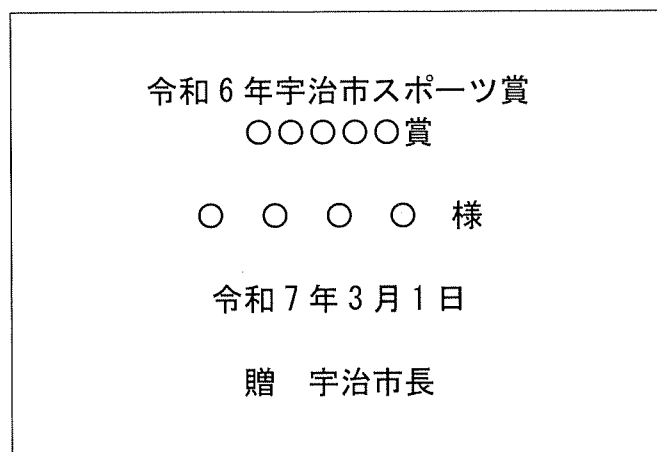 令和6年宇治市スポーツ賞
○○○○○賞
○ ○ ○ ○ 様
令和7年3月1日
贈 宇治市長